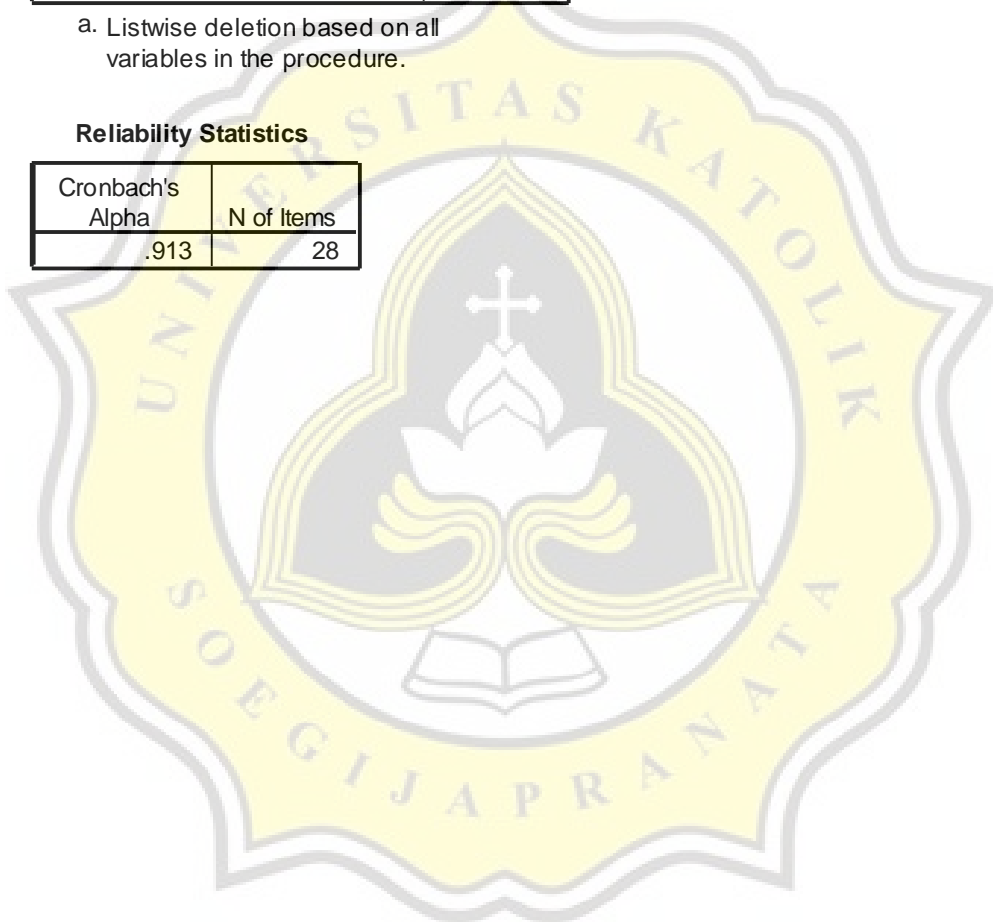 a. Listwise deletion based on all
variables in the procedure.
Reliability Statistics
Cronbach's
Alpha N of Items
.913 28
UNIVERSITAS KATOLIK
SOEGIJAPRANATA